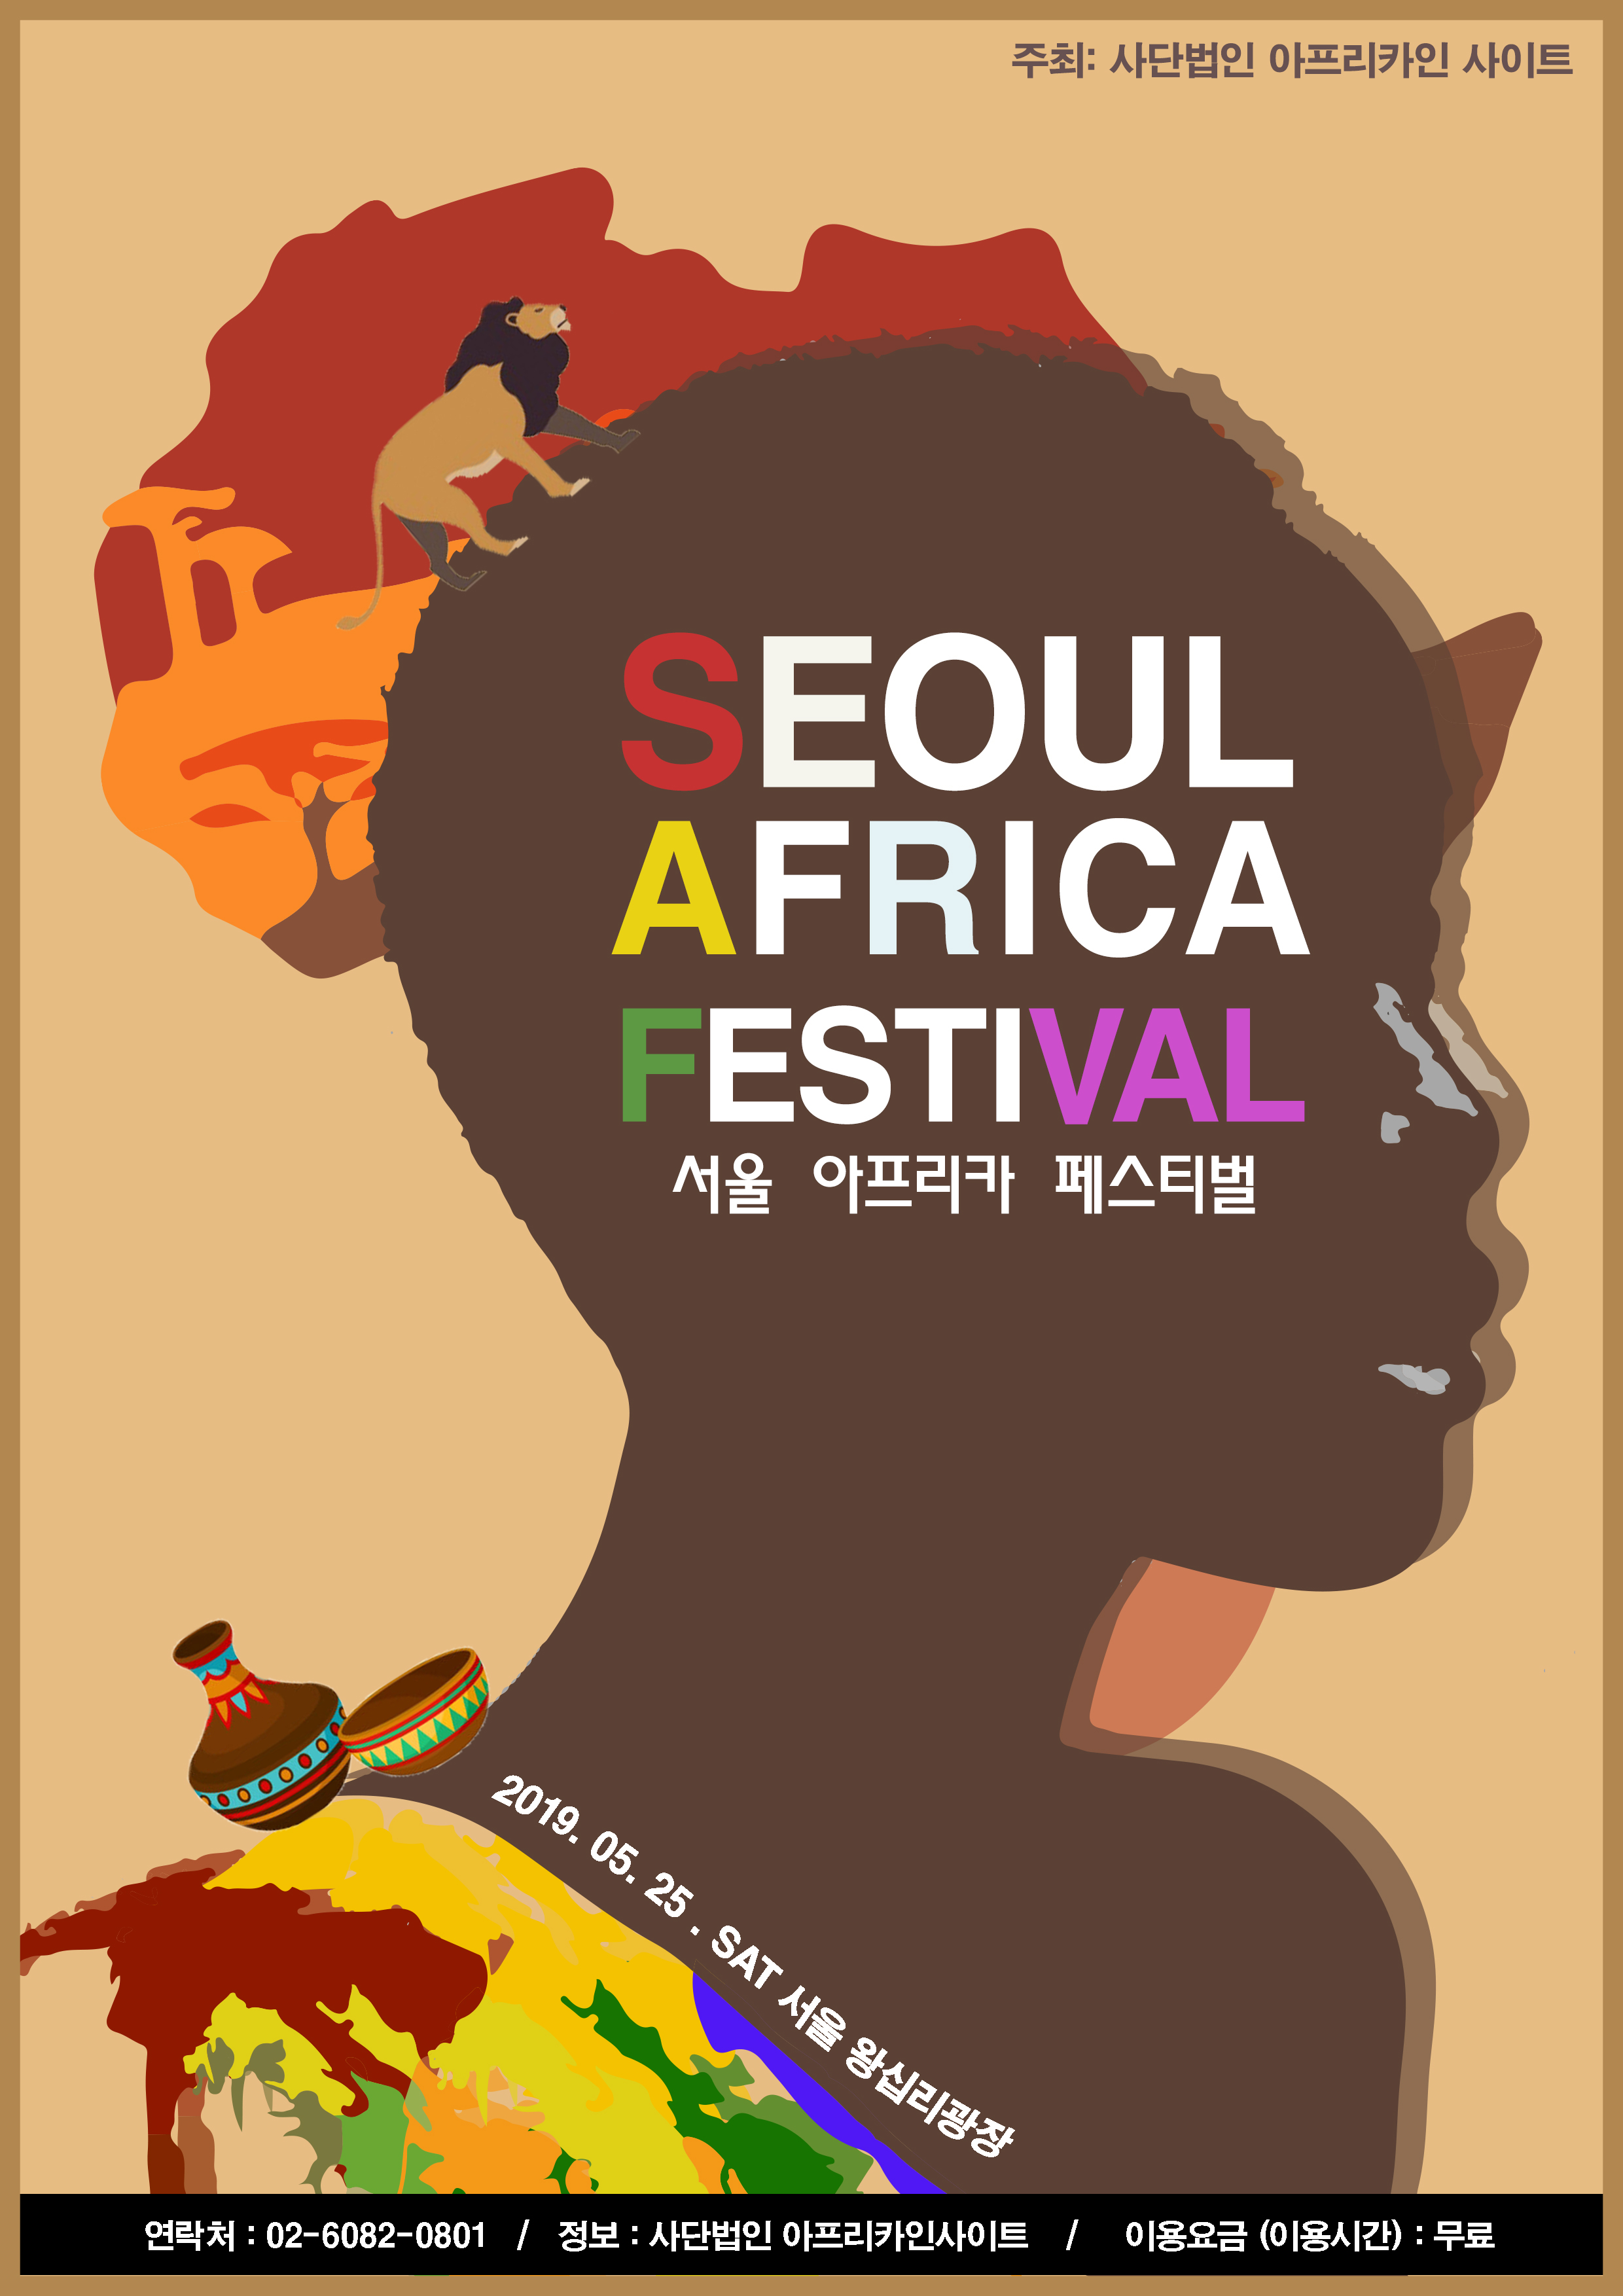 주최: 사단법인 아프리카인 사이트
SEOUL
AFRICA
FESTIVAL
서울 아프리카 페스티벌
2019. 05. 25 . SAT 서울 왕십리광장
연락처 : 02-6082-0801 / 정보 : 사단법인 아프리카인사이트 / 이용요금 (이용시간) : 무료